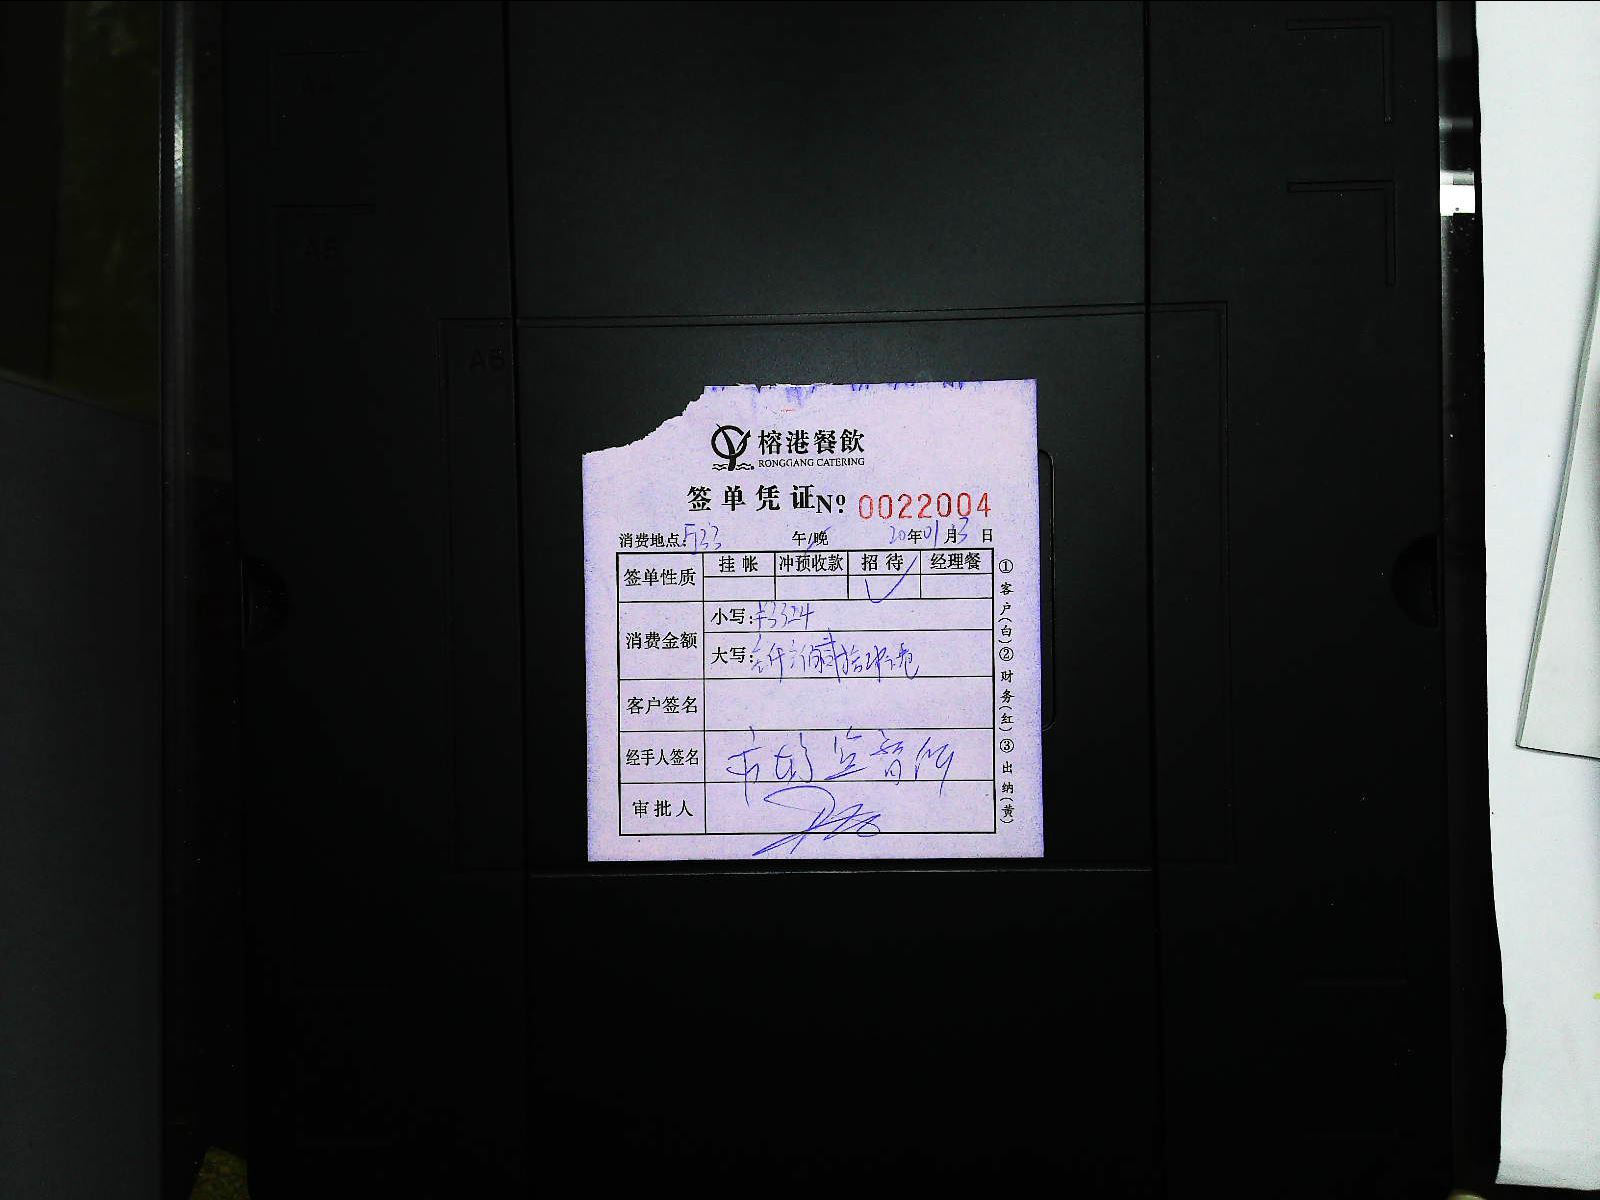 A5
A5
榕港餐飲
RONGGANG CATERING
签单凭证 Nº: 0022004
消费地点: 午/晚 20年01月3日
签单性质 挂帐 冲预收款 招待 经理餐
✓
消费金额 小写: ¥3324
大写:
客户签名
经手人签名
审批人
①客户(白)②财务(红)③出纳(黄)